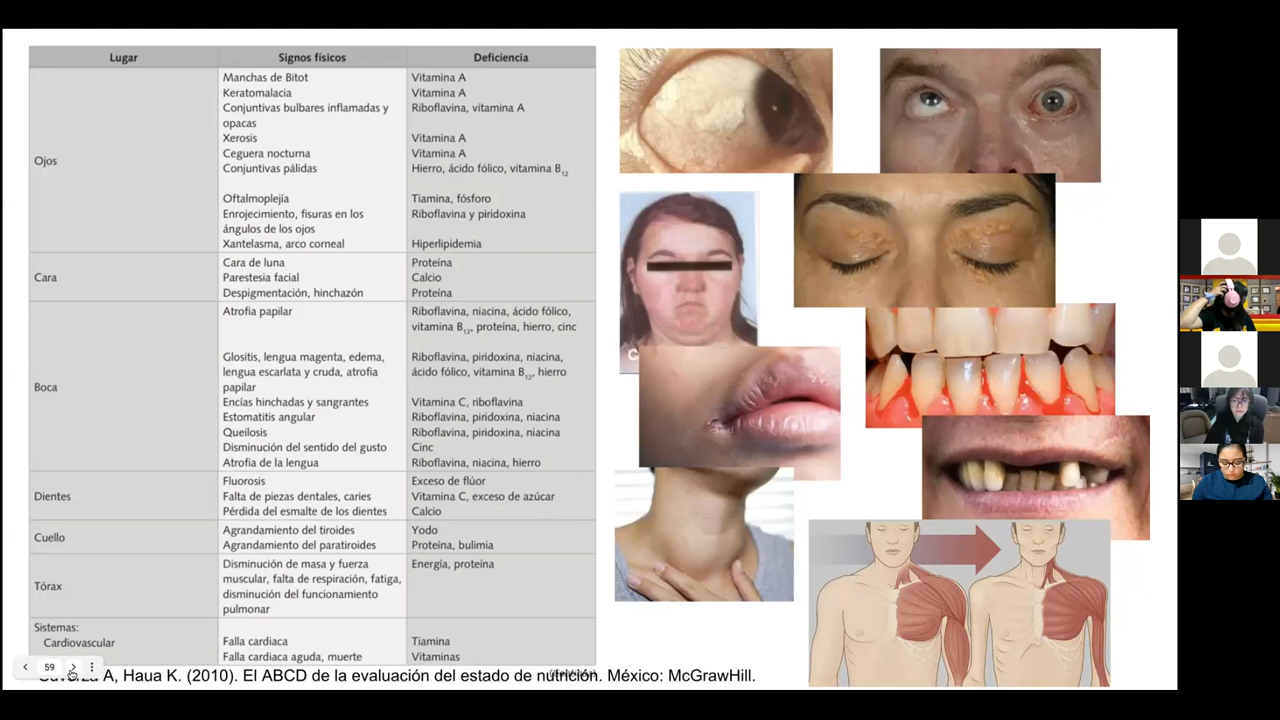 Lugar Signos físicos Deficiencia
Ojos
Manchas de Bitot Vitamina A
Keratomalacia Vitamina A
Conjuntivas bulbares inflamadas y Riboflavina, vitamina A
opacas
Xerosis Vitamina A
Ceguera nocturna Vitamina A
Conjuntivas pálidas Hierro, ácido fólico, vitamina B12
Oftalmoplejía Tiamina, fósforo
Enrojecimiento, fisuras en los Riboflavina y piridoxina
ángulos de los ojos
Xantelasma, arco corneal Hiperlipidemia
Cara de luna Proteína
Cara Parestesia facial Calcio
Despigmentación, hinchazón Proteína
Boca
Atrofia papilar Riboflavina, niacina, ácido fólico,
vitamina B12, proteína, hierro, cinc
Glositis, lengua magenta, edema, Riboflavina, piridoxina, niacina,
lengua escarlata y cruda, atrofia ácido fólico, vitamina B12, hierro
papilar
Encías hinchadas y sangrantes Vitamina C, riboflavina
Estomatitis angular Riboflavina, piridoxina, niacina
Queilosis Riboflavina, piridoxina, niacina
Disminución del sentido del gusto Cinc
Atrofia de la lengua Riboflavina, niacina, hierro
Fluorosis Exceso de flúor
Dientes Falta de piezas dentales, caries Vitamina C, exceso de azúcar
Pérdida del esmalte de los dientes Calcio
Cuello
Agrandamiento del tiroides Yodo
Agrandamiento del paratiroides Proteína, bulimia
Tórax
Disminución de masa y fuerza Energía, proteína
muscular, falta de respiración, fatiga,
disminución del funcionamiento
pulmonar
Sistemas:
Cardiovascular Falla cardiaca Tiamina
Falla cardiaca aguda, muerte Vitaminas
C
59
A, Haua K. (2010). El ABCD de la evaluación del estado de nutrición. México: McGrawHill.